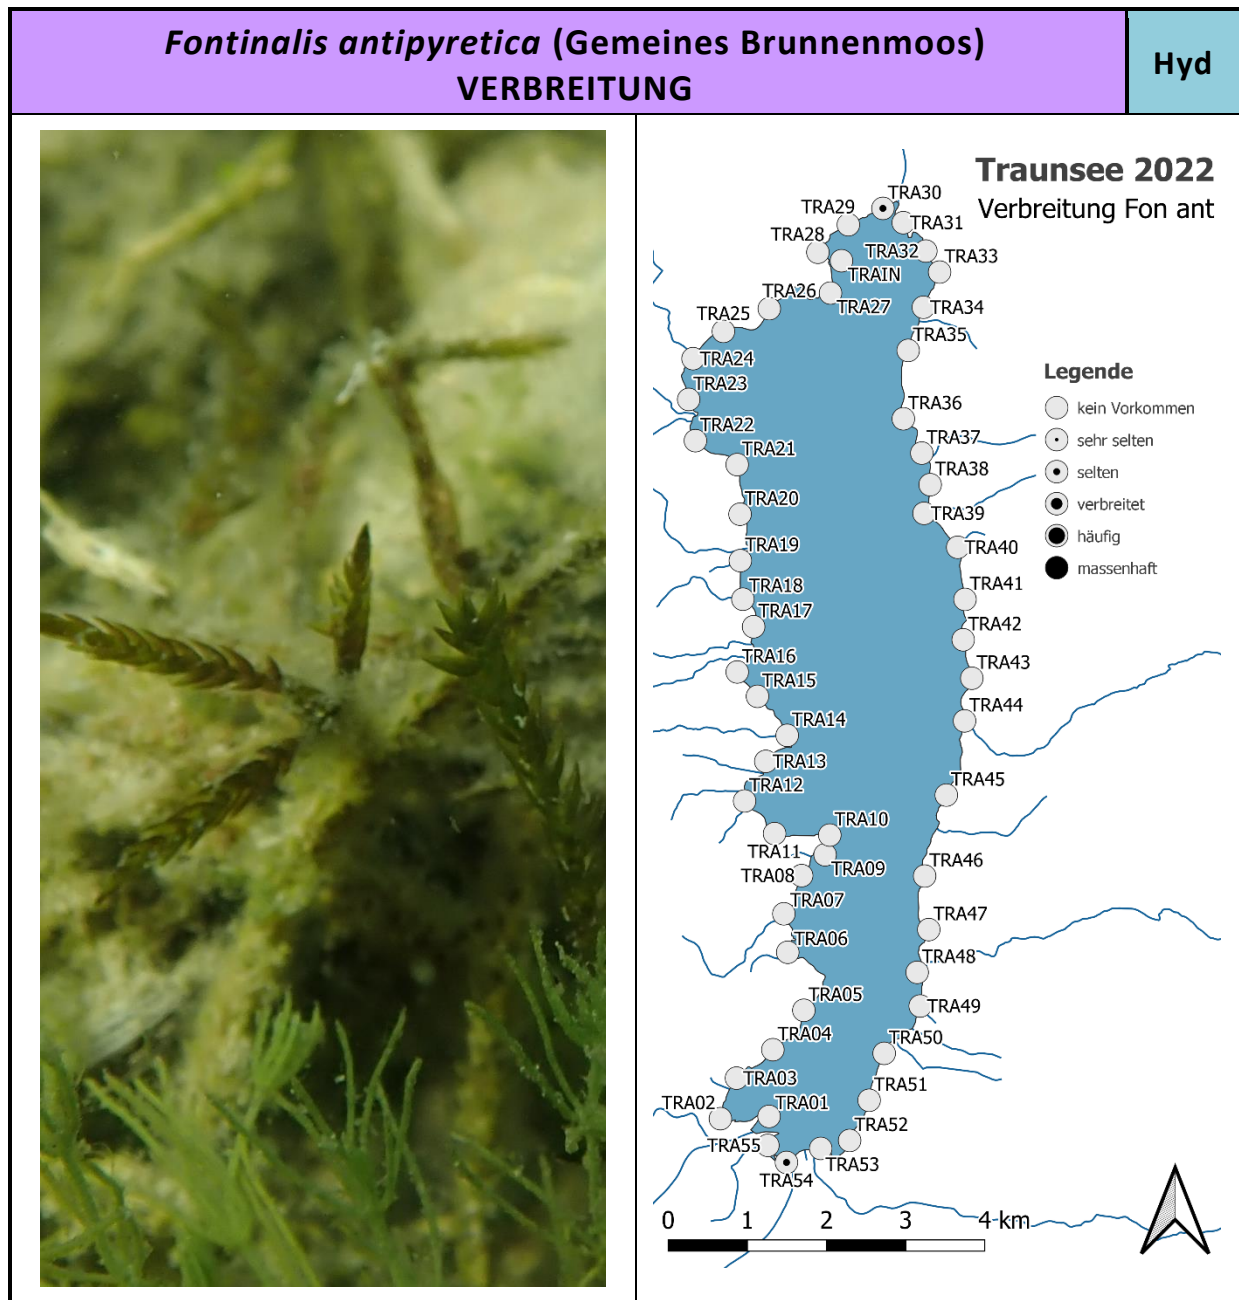 Fontinalis antipyretica (Gemeines Brunnenmoos)
VERBREITUNG
Hyd
Traunsee 2022
Verbreitung Fon ant
TRA30
TRA29
TRA31
TRA28
TRA32
TRA33
TRAIN
TRA26
TRA27
TRA34
TRA25
TRA35
TRA24
TRA23
TRA36
TRA22
TRA37
TRA21
TRA38
TRA20
TRA39
TRA19
TRA40
TRA18
TRA41
TRA17
TRA42
TRA16
TRA43
TRA15
TRA44
TRA14
TRA13
TRA12
TRA45
TRA10
TRA11
TRA09
TRA46
TRA08
TRA07
TRA47
TRA06
TRA48
TRA05
TRA49
TRA04
TRA50
TRA03
TRA51
TRA02
TRA01
TRA52
TRA55
TRA53
TRA54
Legende
kein Vorkommen
sehr selten
selten
verbreitet
häufig
massenhaft
0 1 2 3 4 km